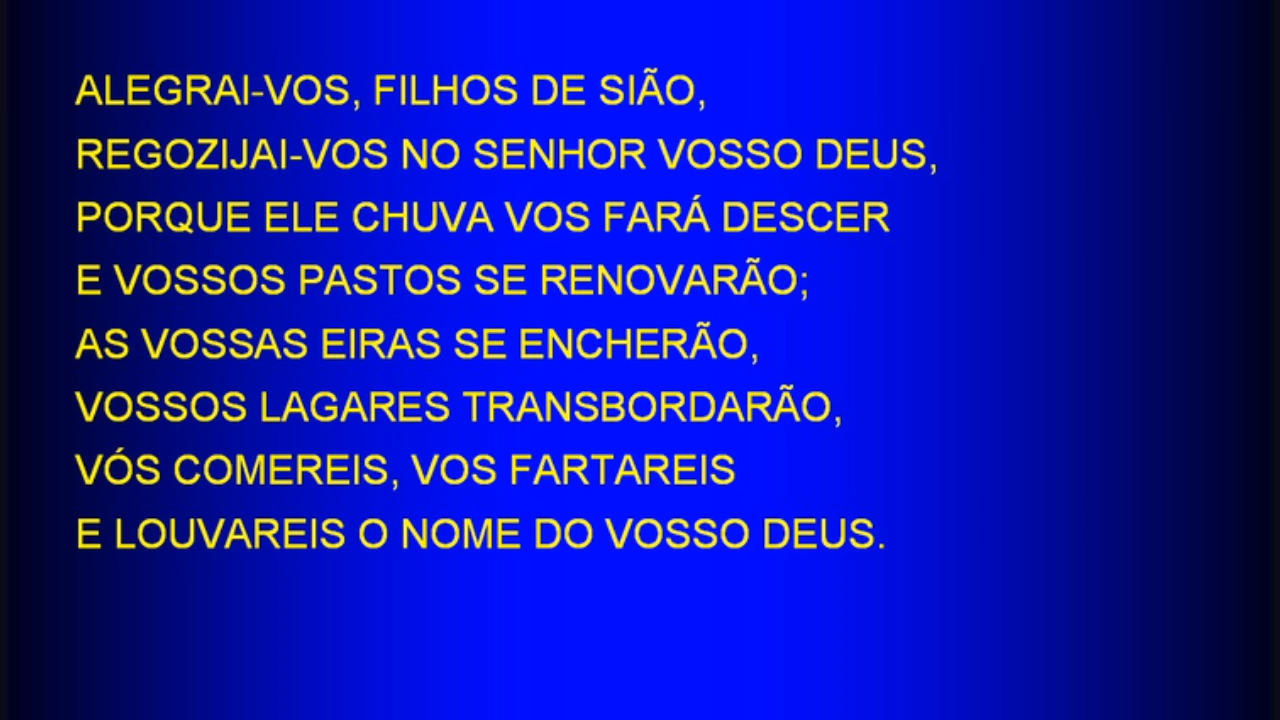 ALEGRAI-VOS, FILHOS DE SIÃO,
REGOZIJAI-VOS NO SENHOR VOSSO DEUS,
PORQUE ELE CHUVA VOS FARÁ DESCER
E VOSSOS PASTOS SE RENOVARÃO;
AS VOSSAS EIRAS SE ENCHERÃO,
VOSSOS LAGARES TRANSBORDARÃO,
VÓS COMEREIS, VOS FARTAREIS
E LOUVAREIS O NOME DO VOSSO DEUS.